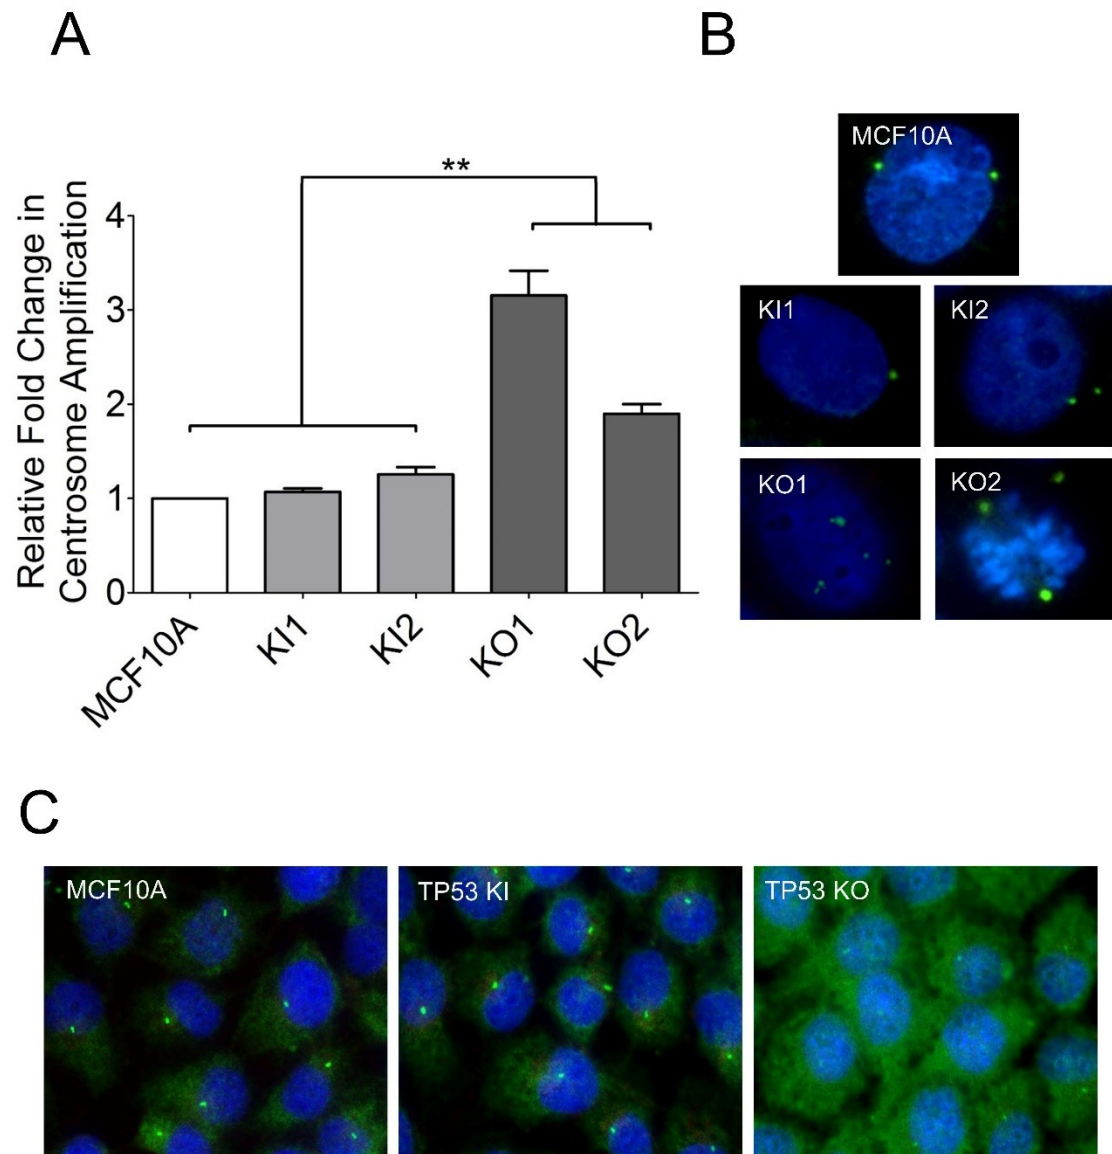 A
B
**
Relative Fold Change in
Centrosome Amplification
4
3
2
1
0
MCF10A
KI1
KI2
KO1
KO2
MCF10A
KI1
KI2
KO1
KO2
C
MCF10A
TP53 KI
TP53 KO